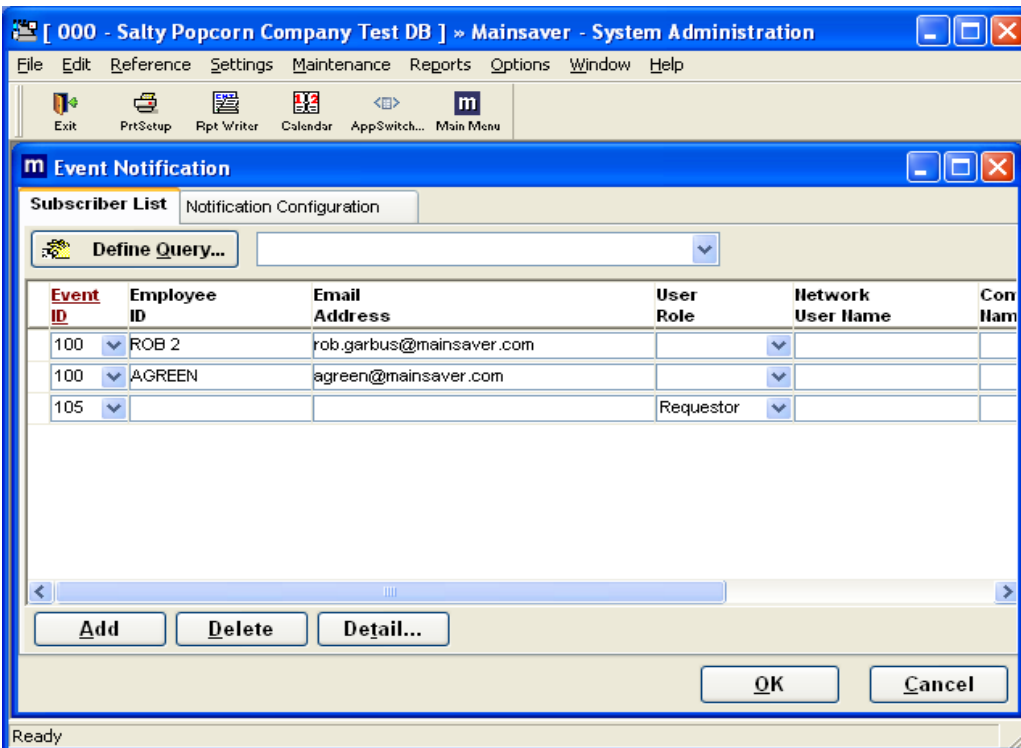 [ 000 - Salty Popcorn Company Test DB ] » Mainsaver - System Administration
File Edit Reference Settings Maintenance Reports Options Window Help
Exit PrtSetup Rpt Writer Calendar AppSwitch... Main Menu
m Event Notification
Subscriber List Notification Configuration
Define Query...
Event Employee Email User Network Con
ID ID Address Role User Name Nam
100 ROB 2 rob.garbus@mainsaver.com
100 AGREEN agreen@mainsaver.com
105 Requestor
Add Delete Detail...
OK Cancel
Ready